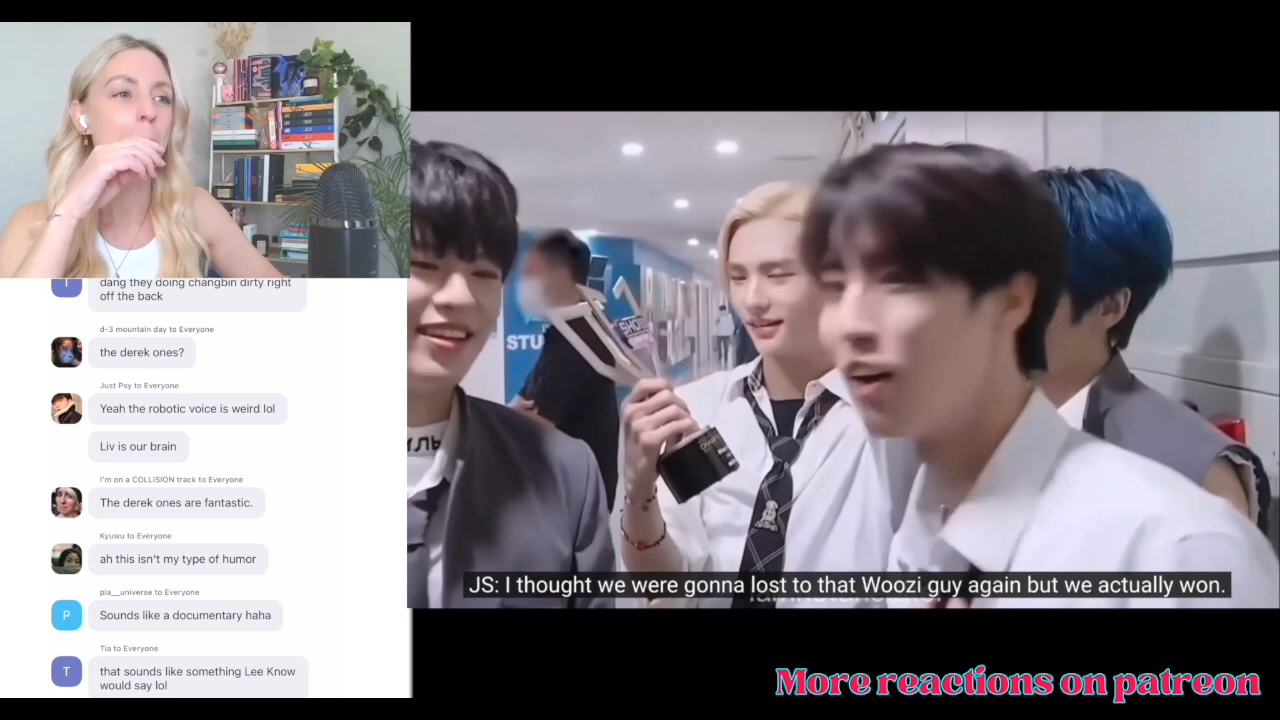 dang they doing changbin dirty right
off the back
d-3 mountain day to Everyone
the derek ones?
Just Psy to Everyone
Yeah the robotic voice is weird lol
Liv is our brain
I'm on a COLLISION track to Everyone
The derek ones are fantastic.
Kyuwu to Everyone
ah this isn't my type of humor
pia__universe to Everyone
P
Sounds like a documentary haha
Tia to Everyone
T
that sounds like something Lee Know
would say lol
STU
SHOW
JS: I thought we were gonna lost to that Woozi guy again but we actually won.
More reactions on patreon